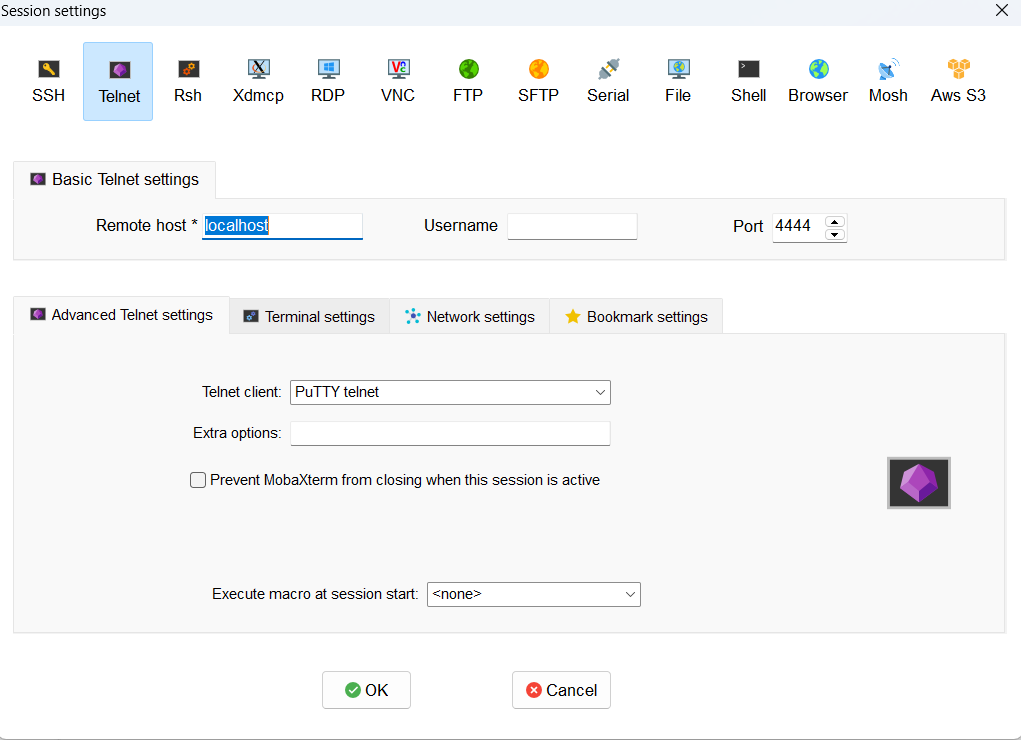 Session settings
SSH Telnet Rsh Xdmcp RDP VNC FTP SFTP Serial File Shell Browser Mosh Aws S3
Basic Telnet settings
Remote host * localhost Username Port 4444
Advanced Telnet settings Terminal settings Network settings Bookmark settings
Telnet client: PuTTY telnet
Extra options:
Prevent MobaXterm from closing when this session is active
Execute macro at session start: <none>
OK Cancel